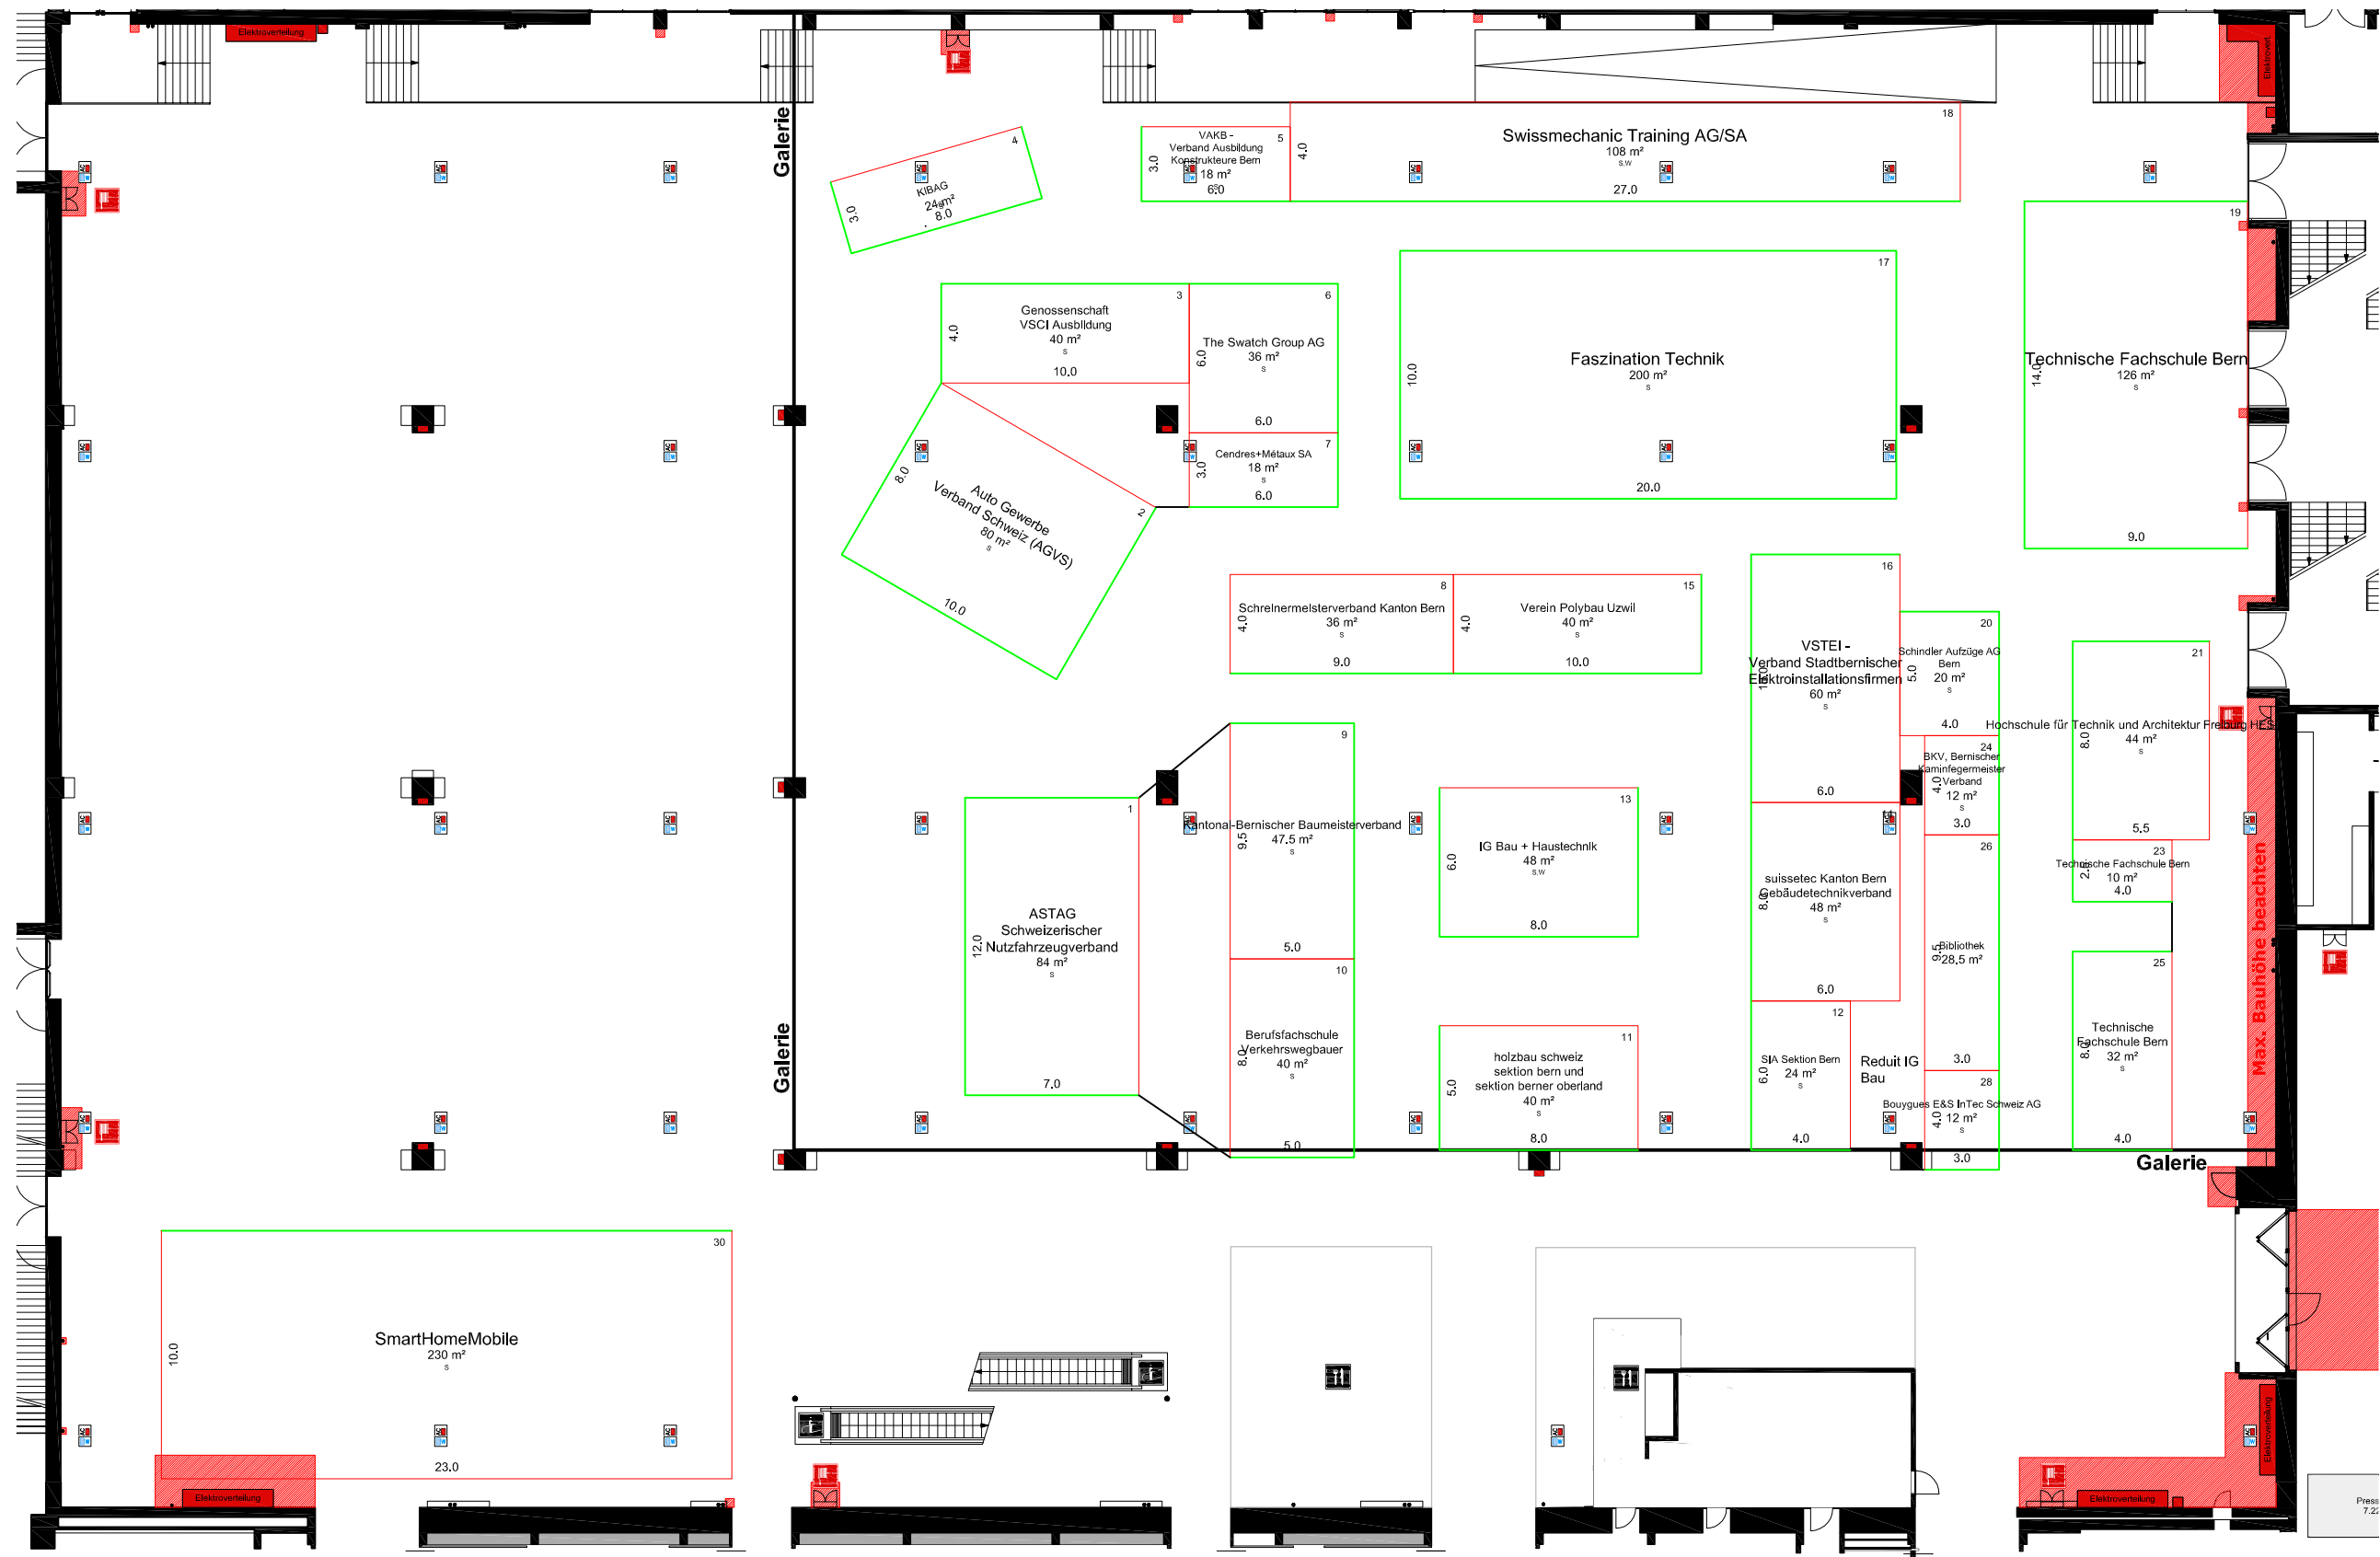 Elektroverteilung
Elektrovert.
Galerie
4
KIBAG
24 m²
8.0
3.0
5
VAKB -
Verband Ausbildung
Konstrukteure Bern
18 m²
6.0
3.0
18
Swissmechanic Training AG/SA
108 m²
S,W
27.0
4.0
19
Technische Fachschule Bern
126 m²
S
9.0
14.0
3
Genossenschaft
VSCI Ausbildung
40 m²
S
10.0
4.0
6
The Swatch Group AG
36 m²
S
6.0
6.0
17
Faszination Technik
200 m²
S
20.0
10.0
7
Cendres+Métaux SA
18 m²
S
6.0
3.0
2
Auto Gewerbe
Verband Schweiz (AGVS)
80 m²
S
10.0
8.0
8
Schreinermeisterverband Kanton Bern
36 m²
S
9.0
4.0
15
Verein Polybau Uzwil
40 m²
S
10.0
4.0
16
VSTEI -
Verband Stadtbernischer
Elektroinstallationsfirmen
60 m²
S
6.0
10.0
20
Schindler Aufzüge AG
Bern
20 m²
S
4.0
5.0
21
Hochschule für Technik und Architektur Freiburg HES
44 m²
S
5.5
8.0
24
BKV, Bernischer
Kaminfegermeister
Verband
12 m²
S
3.0
4.0
9
Kantonal-Bernischer Baumeisterverband
47.5 m²
S
5.0
9.5
13
IG Bau + Haustechnik
48 m²
S,W
8.0
6.0
suissetec Kanton Bern
Gebäudetechnikverband
48 m²
S
6.0
8.0
26
Bibliothek
28.5 m²
3.0
9.5
23
Technische Fachschule Bern
10 m²
4.0
1
ASTAG
Schweizerischer
Nutzfahrzeugverband
84 m²
S
7.0
12.0
10
Berufsfachschule
Verkehrswegbauer
40 m²
S
5.0
8.0
11
holzbau schweiz
sektion bern und
sektion berner oberland
40 m²
S
8.0
5.0
12
SIA Sektion Bern
24 m²
S
4.0
6.0
Reduit IG
Bau
28
Bouygues E&S InTec Schweiz AG
12 m²
S
3.0
4.0
25
Technische
Fachschule Bern
32 m²
S
4.0
8.0
Max. Bauhöhe beachten
Galerie
Galerie
30
SmartHomeMobile
230 m²
S
23.0
10.0
Elektroverteilung
Elektroverteilung
Elektroverteilung
AC
W